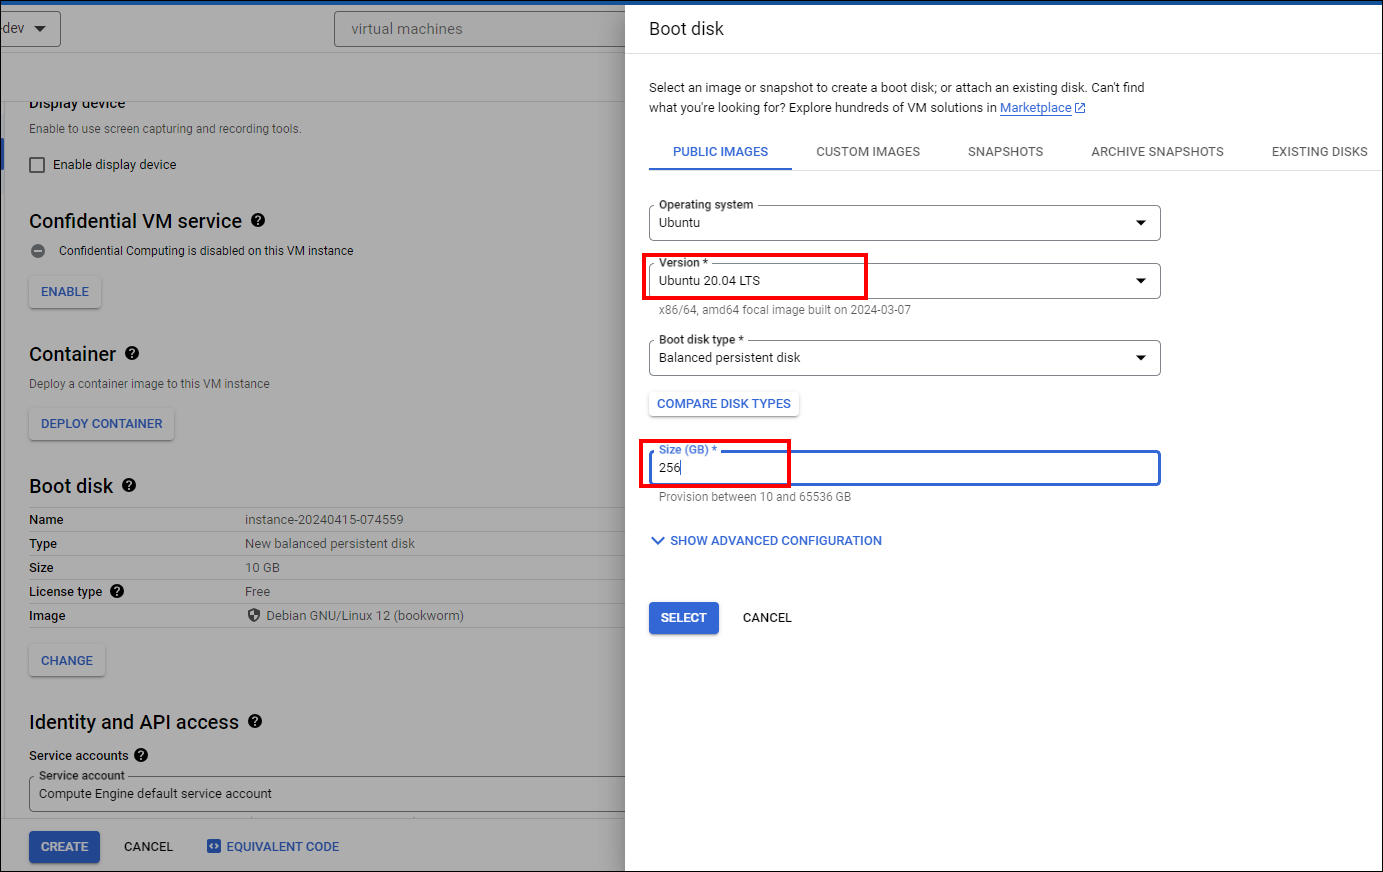 -dev
virtual machines
Display device
Enable to use screen capturing and recording tools.
Enable display device
Confidential VM service
Confidential Computing is disabled on this VM instance
ENABLE
Container
Deploy a container image to this VM instance
DEPLOY CONTAINER
Boot disk
Name instance-20240415-074559
Type New balanced persistent disk
Size 10 GB
License type Free
Image Debian GNU/Linux 12 (bookworm)
CHANGE
Identity and API access
Service accounts
Service account
Compute Engine default service account
CREATE CANCEL EQUIVALENT CODE
Boot disk
Select an image or snapshot to create a boot disk; or attach an existing disk. Can't find
what you're looking for? Explore hundreds of VM solutions in Marketplace
PUBLIC IMAGES CUSTOM IMAGES SNAPSHOTS ARCHIVE SNAPSHOTS EXISTING DISKS
Operating system
Ubuntu
Version *
Ubuntu 20.04 LTS
x86/64, amd64 focal image built on 2024-03-07
Boot disk type *
Balanced persistent disk
COMPARE DISK TYPES
Size (GB) *
256
Provision between 10 and 65536 GB
SHOW ADVANCED CONFIGURATION
SELECT CANCEL